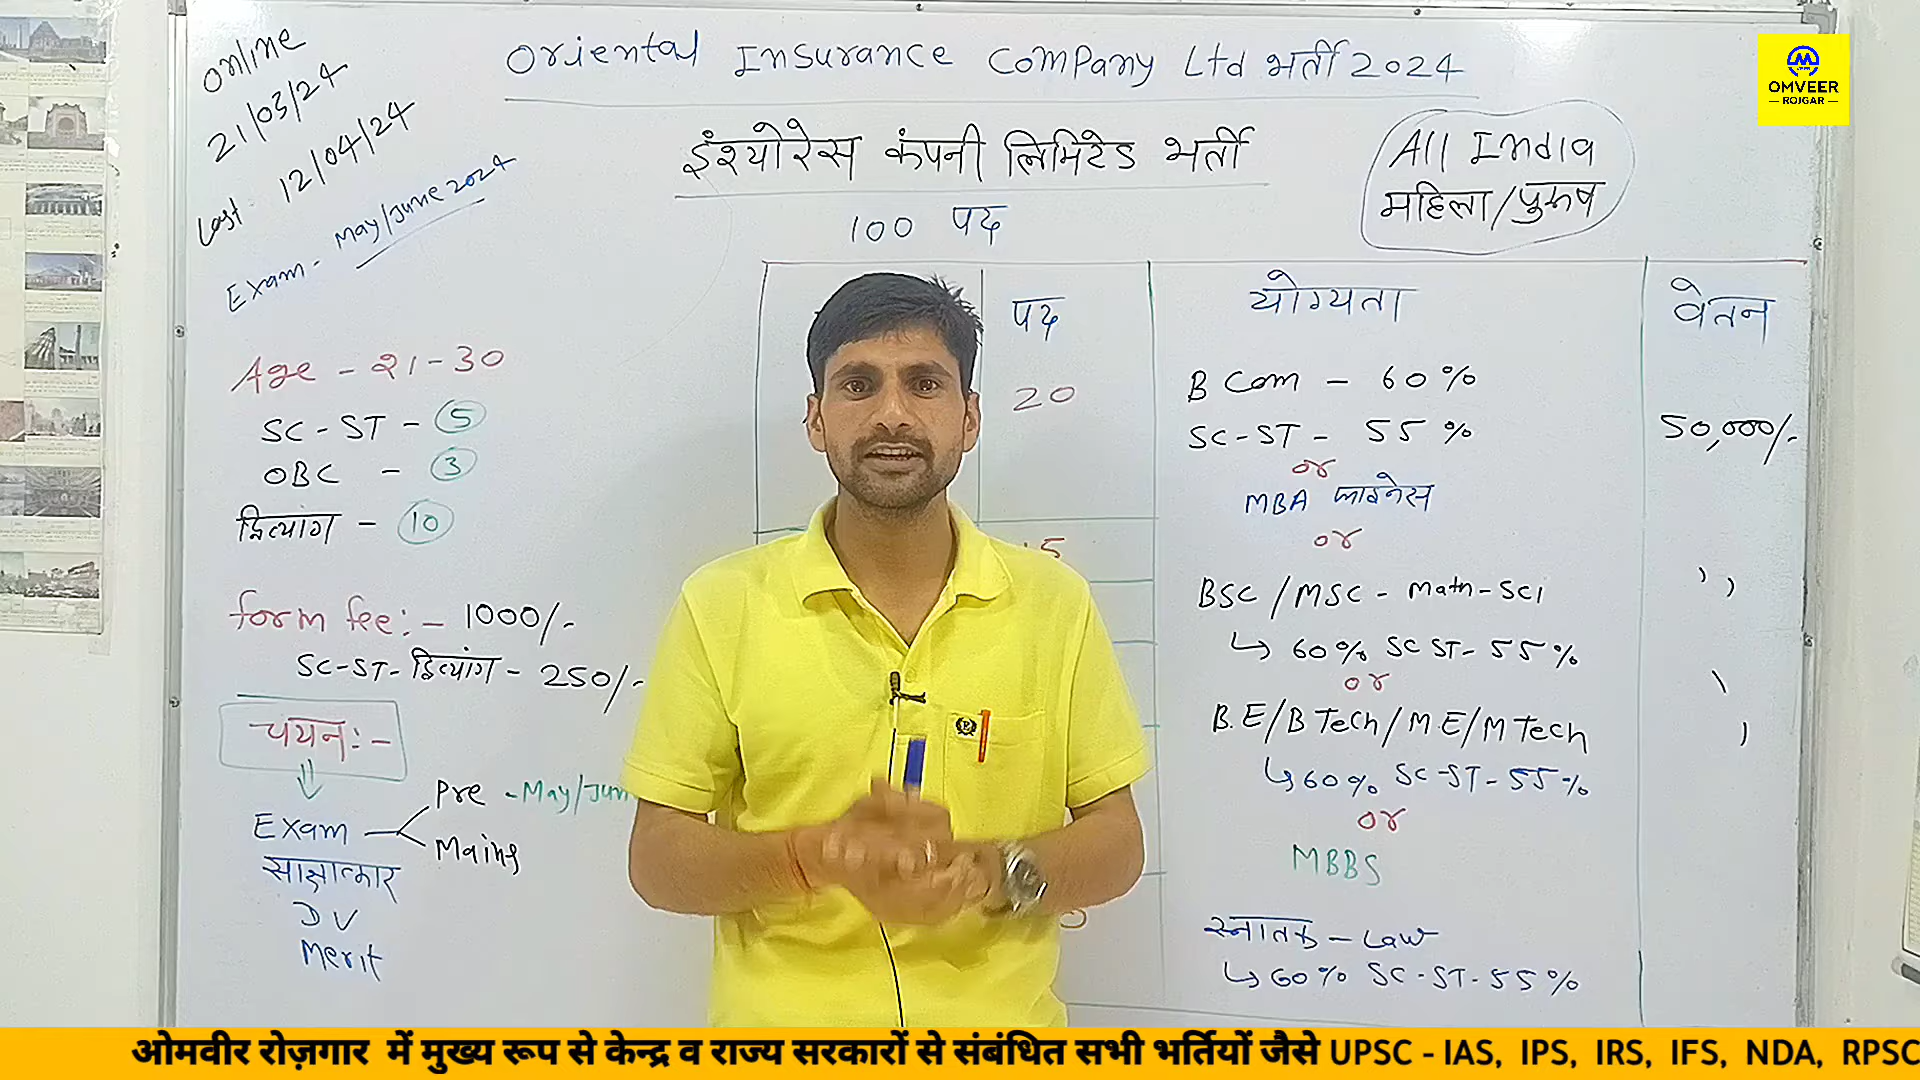 Oriental Insurance Company Ltd भर्ती 2024
इंश्योरेंस कंपनी लिमिटेड भर्ती
100 पद
All India
महिला/पुरुष
OMVEER
ROJGAR
Online
21/03/24
Last - 12/04/24
Exam - May/June 2024
Age - 21-30
SC-ST - 5
OBC - 3
दिव्यांग - 10
form fee:- 1000/-
SC-ST-दिव्यांग - 250/-
चयन:-
Exam
Pre - May/Jun
Mains
साक्षात्कार
DV
Merit
पद
20
योग्यता
B Com - 60%
SC-ST - 55%
or
MBA फाइनेंस
or
BSC/MSC - Math-Sci
60% SC ST-55%
or
B.E/BTech/M.E/MTech
60% SC-ST-55%
or
MBBS
स्नातक - Law
60% SC-ST-55%
वेतन
50,000/-
ओमवीर रोज़गार में मुख्य रूप से केन्द्र व राज्य सरकारों से संबंधित सभी भर्तियों जैसे UPSC - IAS, IPS, IRS, IFS, NDA, RPSC